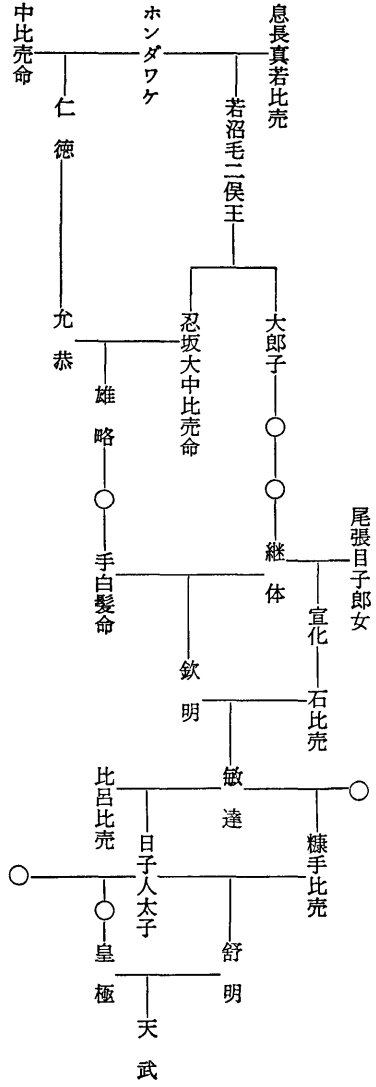 息長真若比売
ホンダワケ
中比売命
若沼毛二俣王
仁徳
大郎子
忍坂大中比売命
允恭
雄略
尾張目子郎女
継体
手白髪命
宣化
欽明
石比売
敏達
比呂比売
糠手比売
日子人太子
舒明
皇極
天武